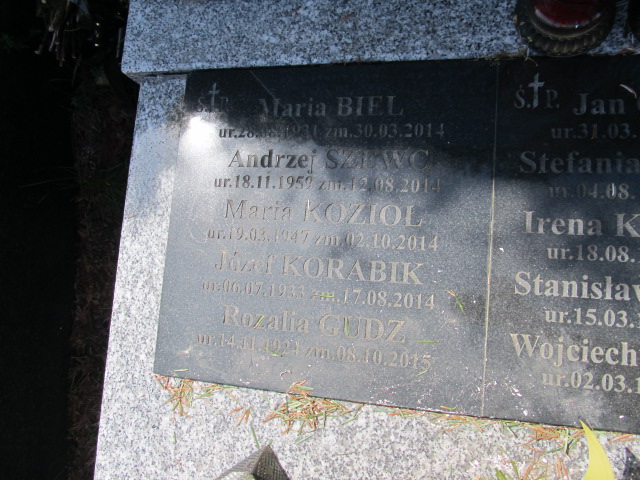 Ś.P. Maria BIEL
ur.28.08.1931 zm.30.03.2014
Andrzej SZEWC
ur.18.11.1959 zm.12.08.2014
Maria KOZIOŁ
ur.19.03.1947 zm.02.10.2014
Józef KORABIK
ur.06.07.1933 zm.17.08.2014
Rozalia GUDZ
ur.14.11.1923 zm.08.10.2015
Ś.P. Jan
ur.31.03.
Stefania
ur.04.08.
Irena K
ur.18.08.
Stanisław
ur.15.03.
Wojciech
ur.02.03.1